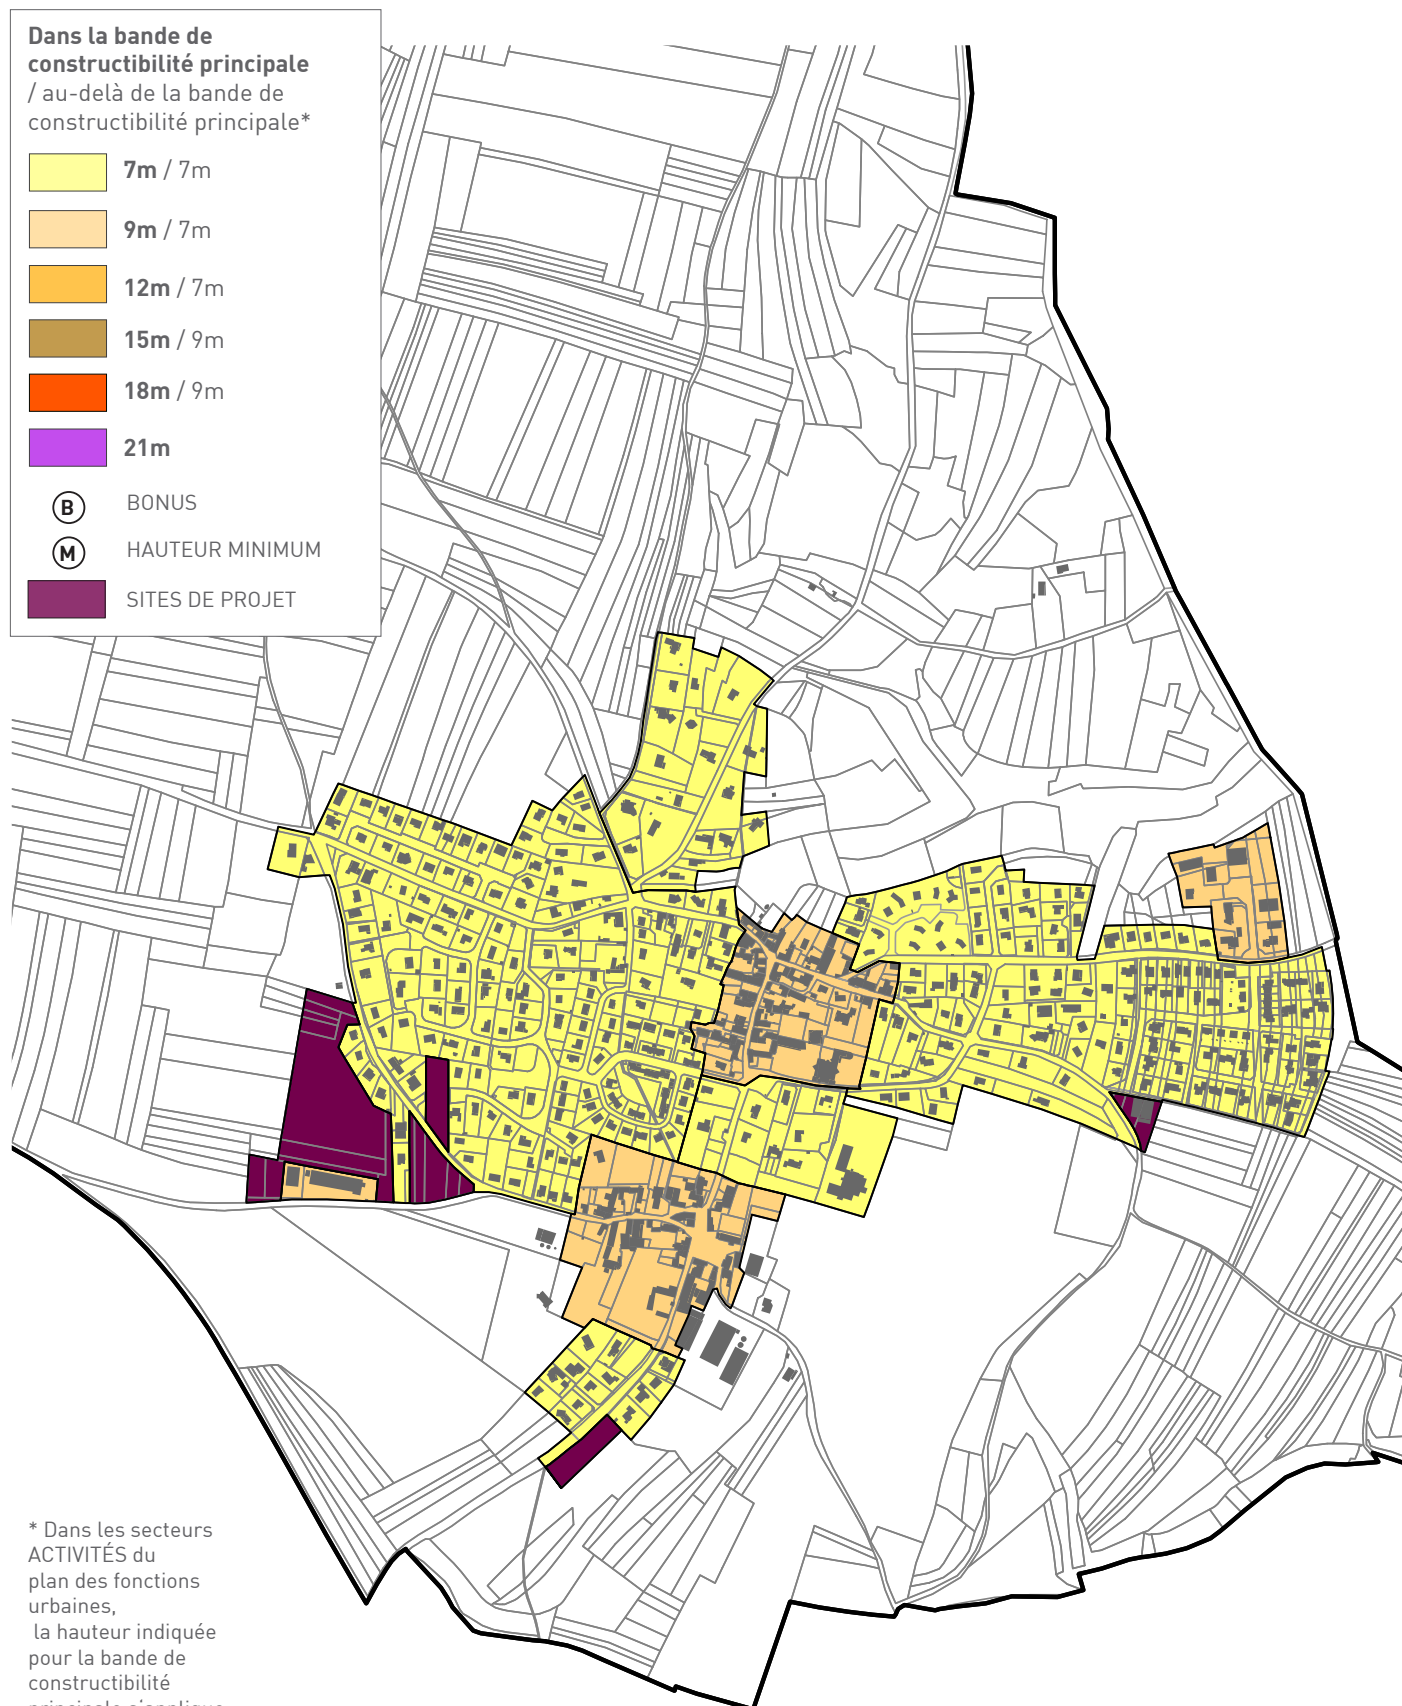 Dans la bande de
constructibilité principale
/ au-delà de la bande de
constructibilité principale*
7m / 7m
9m / 7m
12m / 7m
15m / 9m
18m / 9m
21m
B BONUS
M HAUTEUR MINIMUM
SITES DE PROJET
* Dans les secteurs
ACTIVITÉS du
plan des fonctions
urbaines,
la hauteur indiquée
pour la bande de
constructibilité
principale s'applique